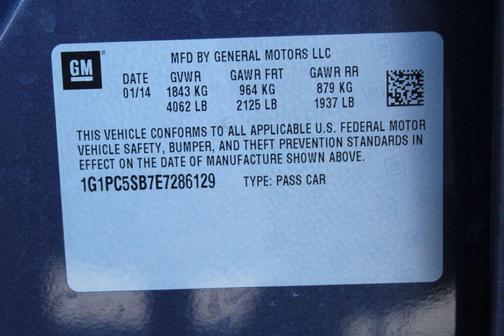 GM
MFD BY GENERAL MOTORS LLC
DATE GVWR GAWR FRT GAWR RR
01/14 1843 KG 964 KG 879 KG
4062 LB 2125 LB 1937 LB
THIS VEHICLE CONFORMS TO ALL APPLICABLE U.S. FEDERAL MOTOR
VEHICLE SAFETY, BUMPER, AND THEFT PREVENTION STANDARDS IN
EFFECT ON THE DATE OF MANUFACTURE SHOWN ABOVE.
1G1PC5SB7E7286129 TYPE: PASS CAR